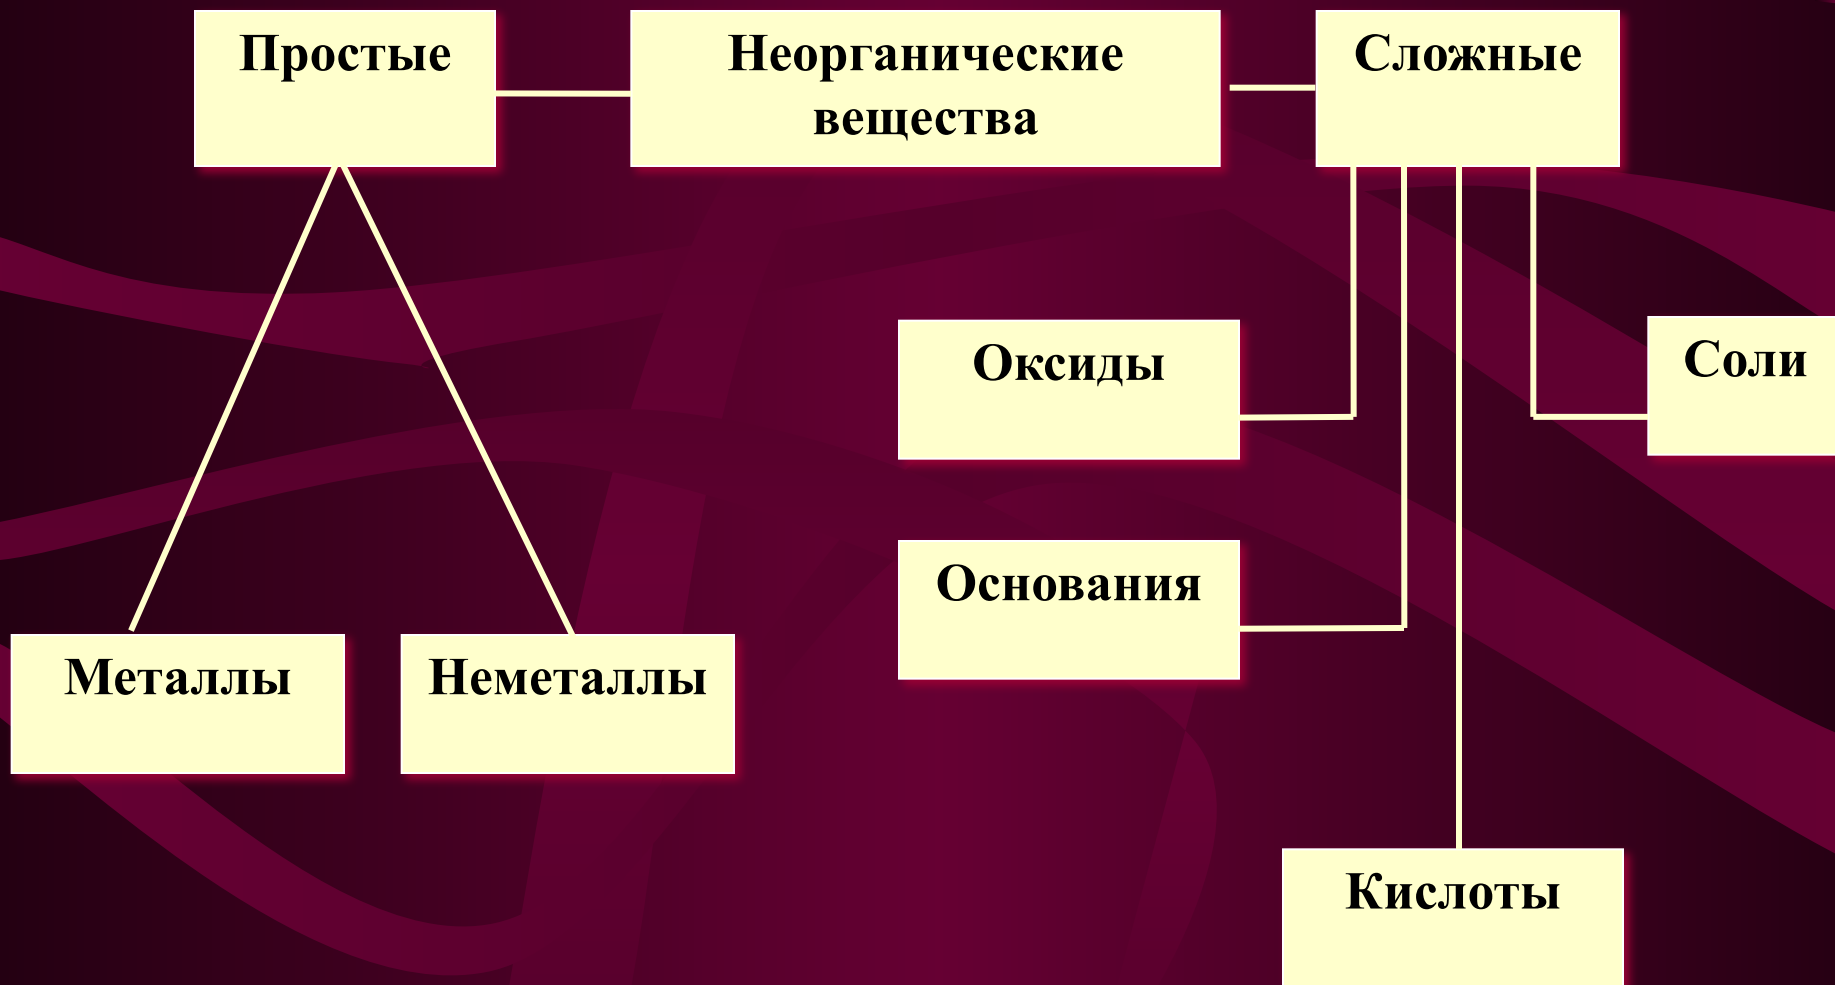 Простые
Неорганические
вещества
Сложные
Оксиды
Соли
Основания
Металлы
Неметаллы
Кислоты